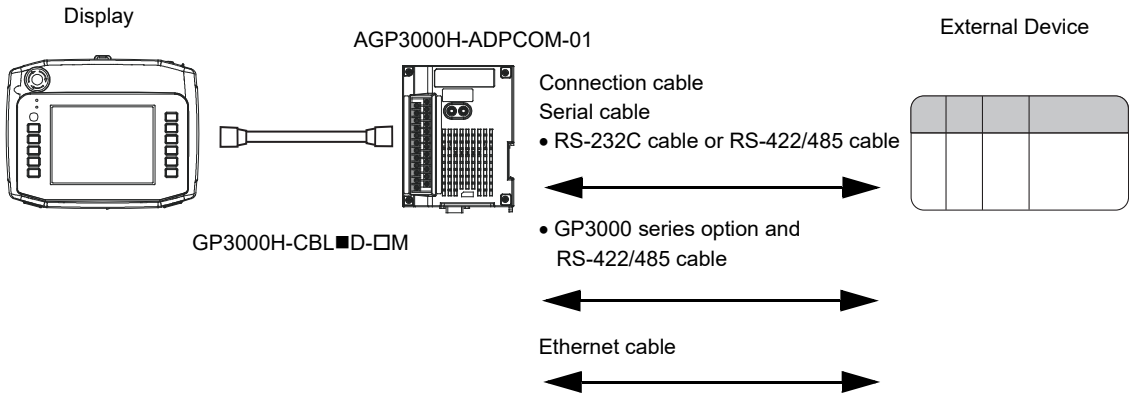 Display
AGP3000H-ADPCOM-01
External Device
Connection cable
Serial cable
• RS-232C cable or RS-422/485 cable
GP3000H-CBL■D-□M
• GP3000 series option and
RS-422/485 cable
Ethernet cable